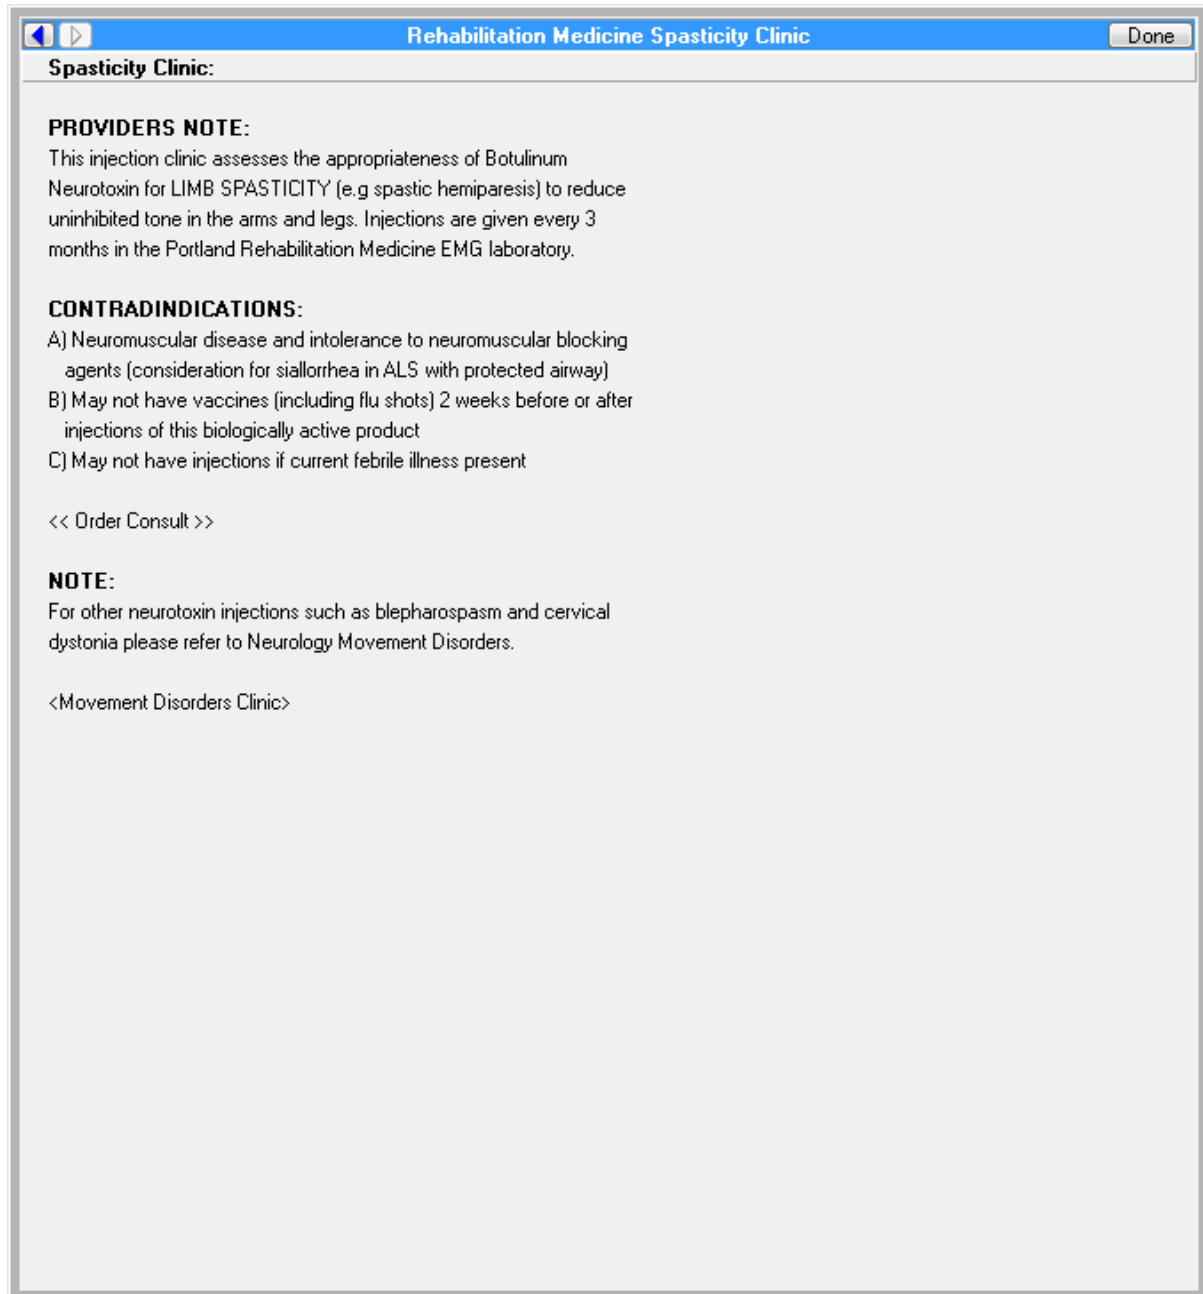 Rehabilitation Medicine Spasticity Clinic
Done
Spasticity Clinic:
PROVIDERS NOTE:
This injection clinic assesses the appropriateness of Botulinum
Neurotoxin for LIMB SPASTICITY (e.g spastic hemiparesis) to reduce
uninhibited tone in the arms and legs. Injections are given every 3
months in the Portland Rehabilitation Medicine EMG laboratory.
CONTRADINDICATIONS:
A) Neuromuscular disease and intolerance to neuromuscular blocking
agents (consideration for siallorrhea in ALS with protected airway)
B) May not have vaccines (including flu shots) 2 weeks before or after
injections of this biologically active product
C) May not have injections if current febrile illness present
<< Order Consult >>
NOTE:
For other neurotoxin injections such as blepharospasm and cervical
dystonia please refer to Neurology Movement Disorders.
<Movement Disorders Clinic>